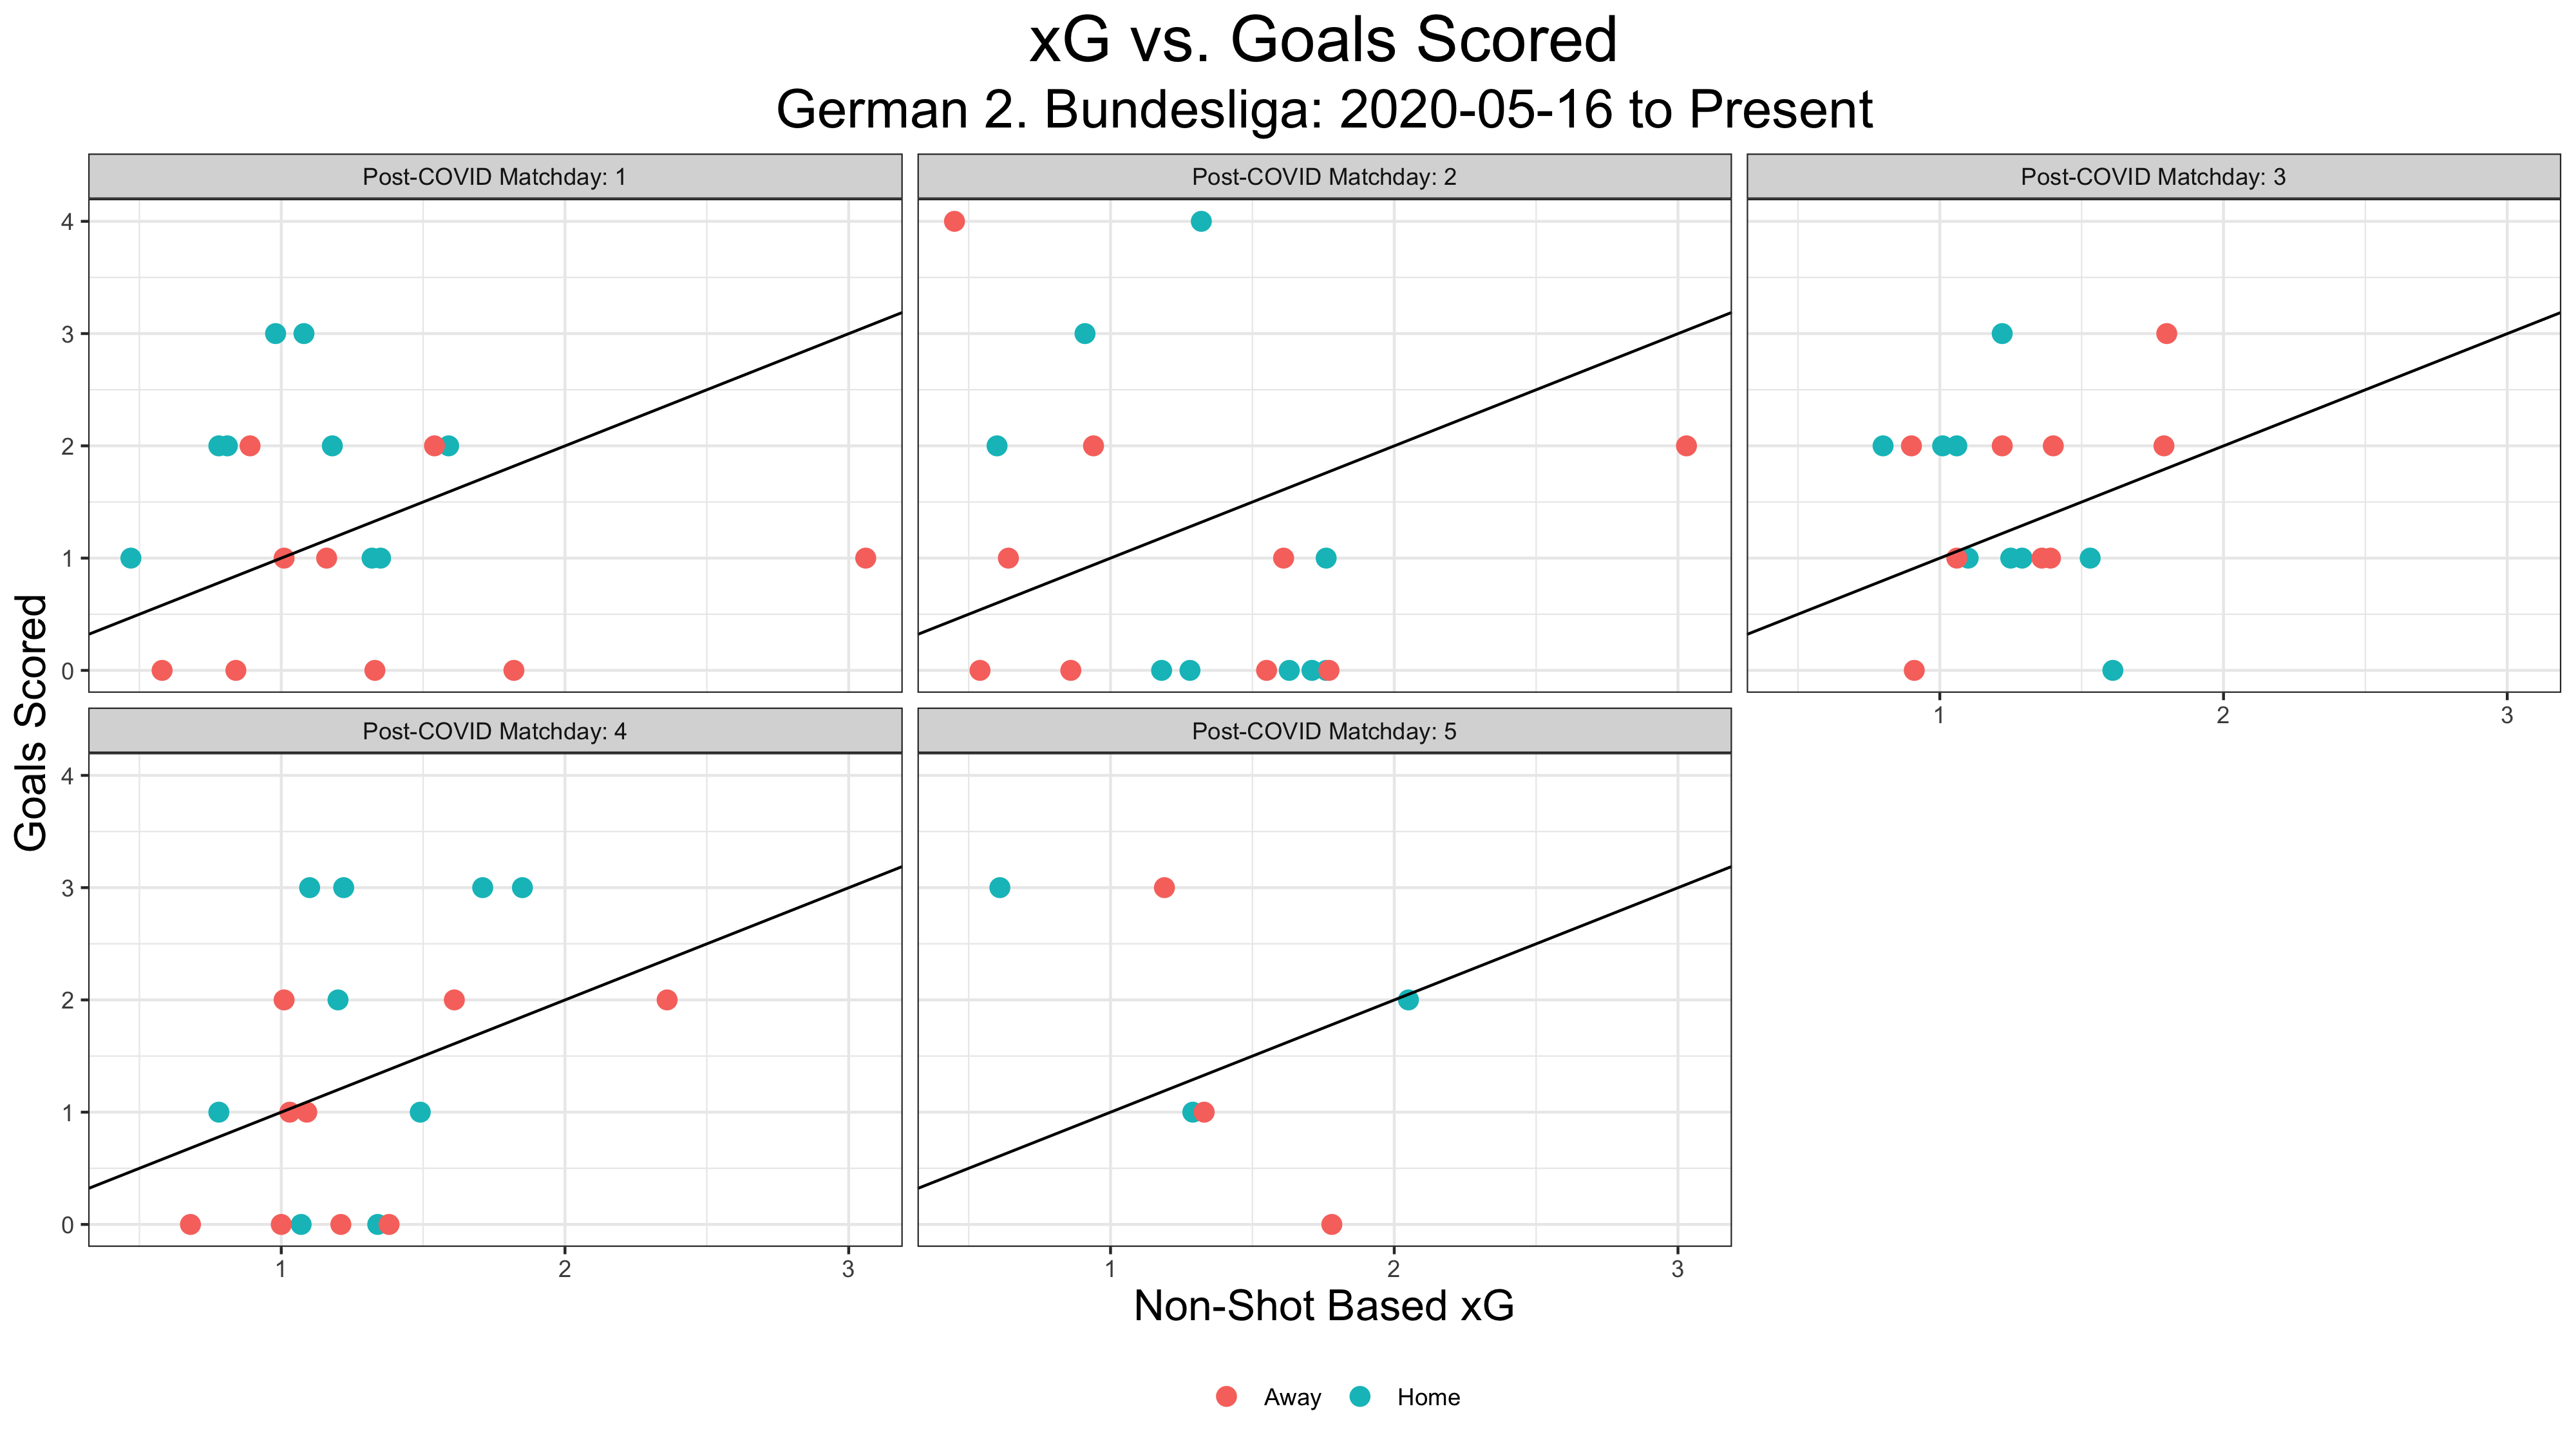 xG vs. Goals Scored
German 2. Bundesliga: 2020-05-16 to Present
Post-COVID Matchday: 1
Post-COVID Matchday: 2
Post-COVID Matchday: 3
4
3
2
1
0
1
2
3
Goals Scored
Post-COVID Matchday: 4
Post-COVID Matchday: 5
4
3
2
1
0
1
2
3
1
2
3
Non-Shot Based xG
Away
Home